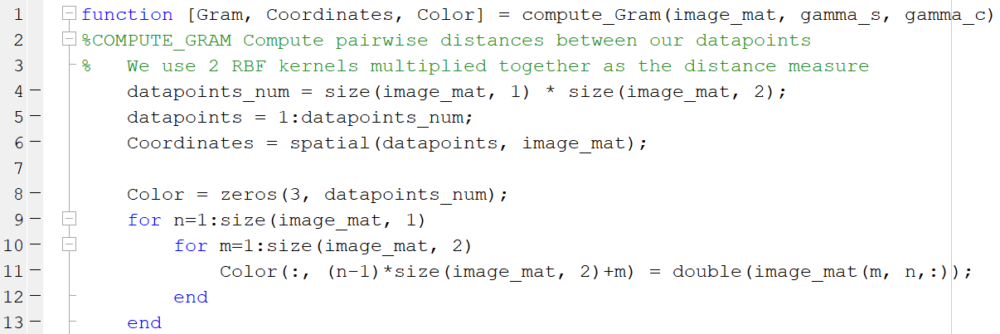 1 function [Gram, Coordinates, Color] = compute_Gram(image_mat, gamma_s, gamma_c)
2 %COMPUTE_GRAM Compute pairwise distances between our datapoints
3 %   We use 2 RBF kernels multiplied together as the distance measure
4 –     datapoints_num = size(image_mat, 1) * size(image_mat, 2);
5 –     datapoints = 1:datapoints_num;
6 –     Coordinates = spatial(datapoints, image_mat);
7
8 –     Color = zeros(3, datapoints_num);
9 –     for n=1:size(image_mat, 1)
10 –         for m=1:size(image_mat, 2)
11 –             Color(:, (n-1)*size(image_mat, 2)+m) = double(image_mat(m, n,:));
12 –         end
13 –     end